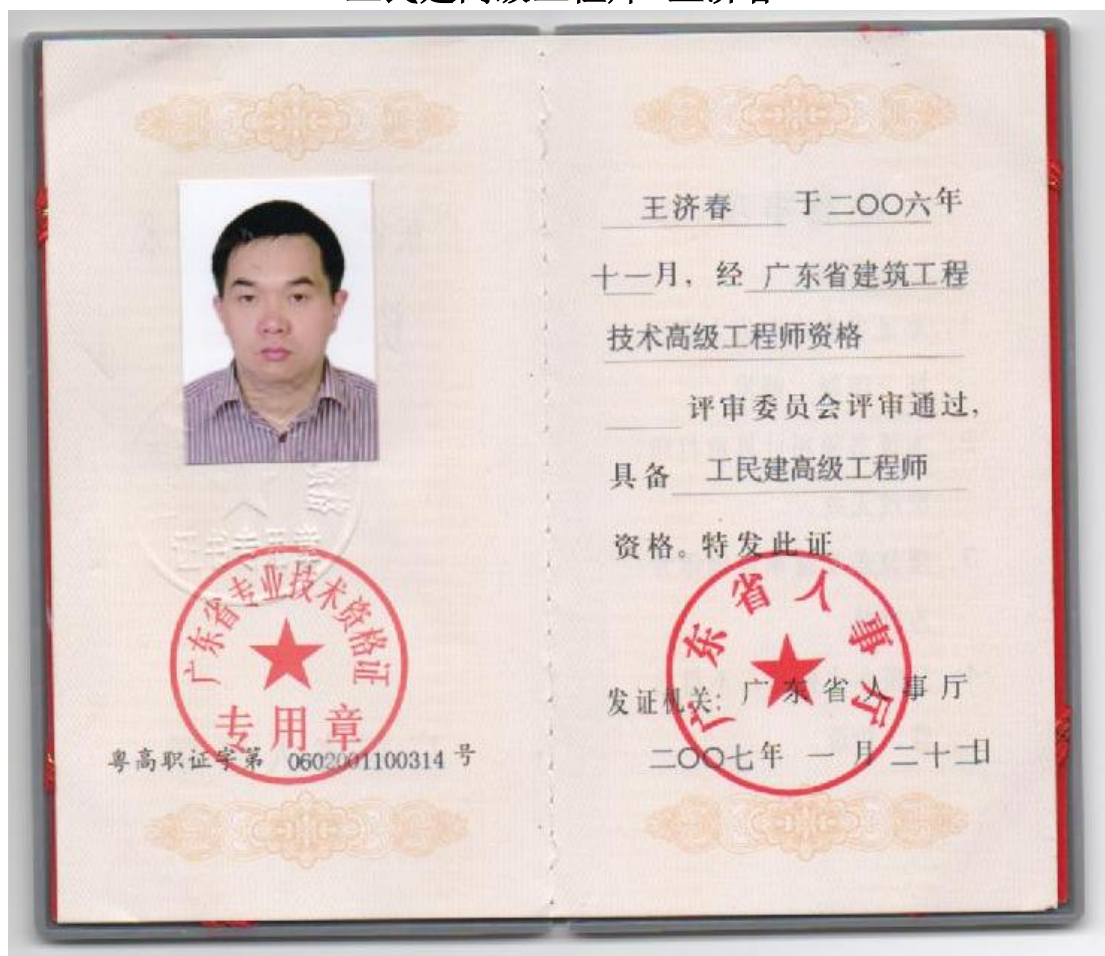 粤高职证字第 0602001100314 号
广东省专业技术资格证
专用章
王济春 于二〇〇六年
十一月, 经 广东省建筑工程
技术高级工程师资格
评审委员会评审通过,
具备 工民建高级工程师
资格。特发此证
发证机关: 广东省人事厅
二〇〇七年 一月二十二日
广东省人事厅